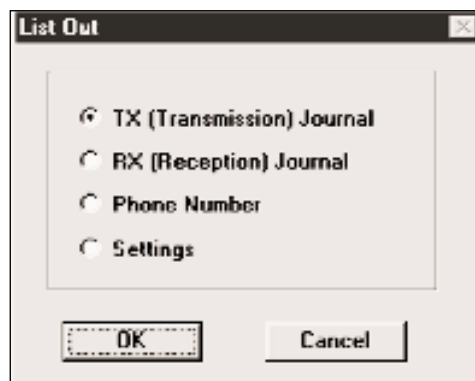 List Out
TX (Transmission) Journal
RX (Reception) Journal
Phone Number
Settings
OK Cancel